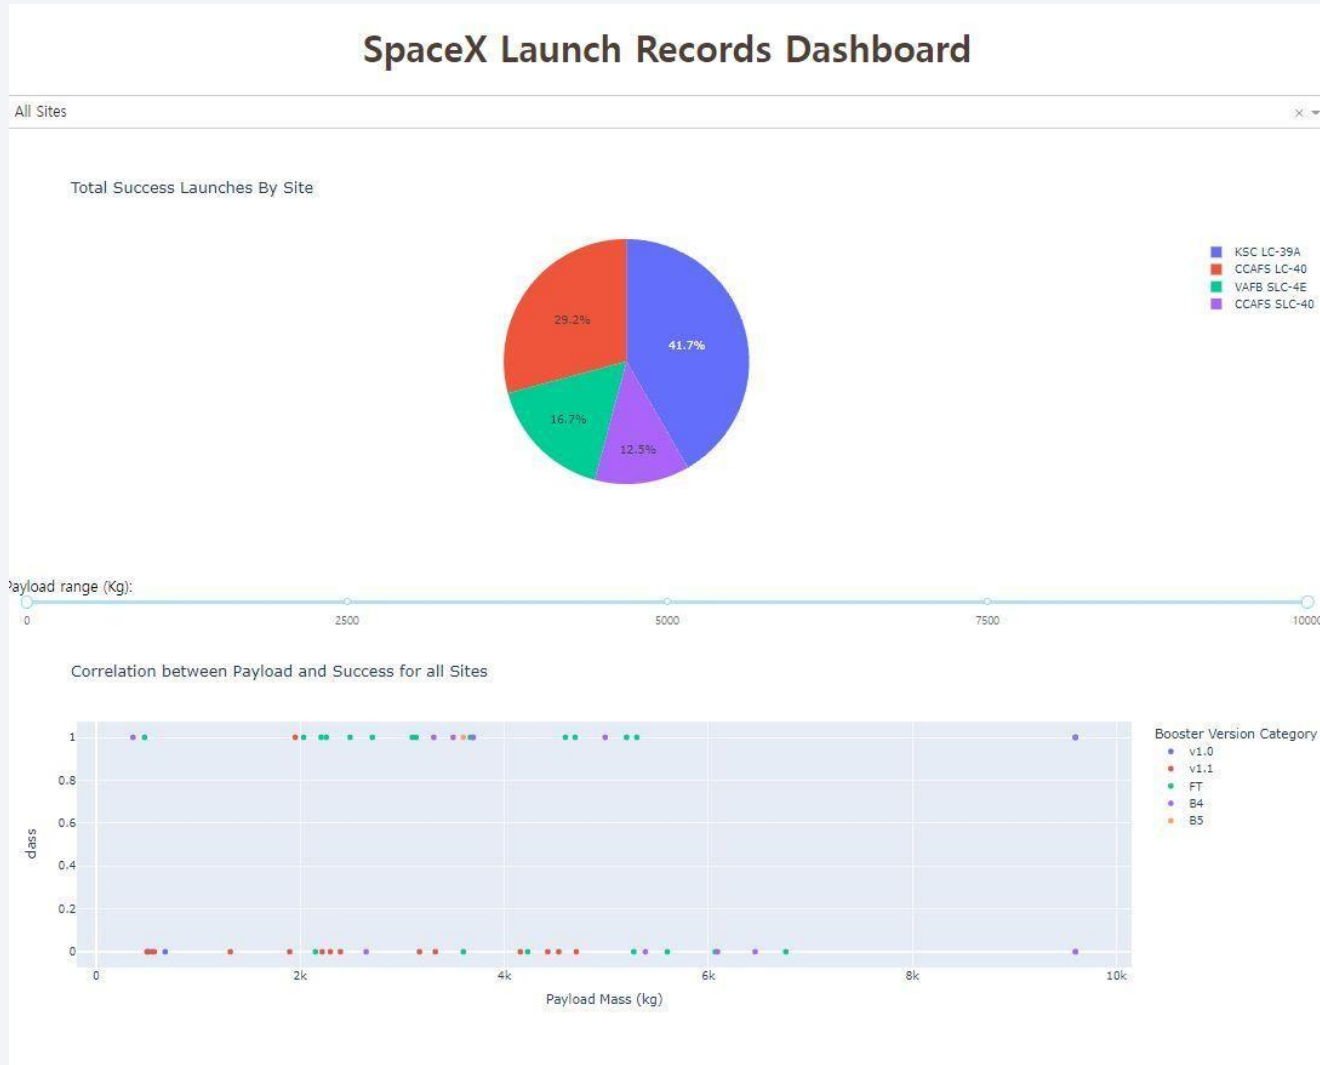 SpaceX Launch Records Dashboard
All Sites
Total Success Launches By Site
KSC LC-39A
CCAFS LC-40
VAFB SLC-4E
CCAFS SLC-40
29.2%
41.7%
16.7%
12.5%
Payload range (Kg):
0 2500 5000 7500 10000
Correlation between Payload and Success for all Sites
Booster Version Category
v1.0
v1.1
FT
B4
B5
1
0.8
0.6
0.4
0.2
0
class
0 2k 4k 6k 8k 10k
Payload Mass (kg)